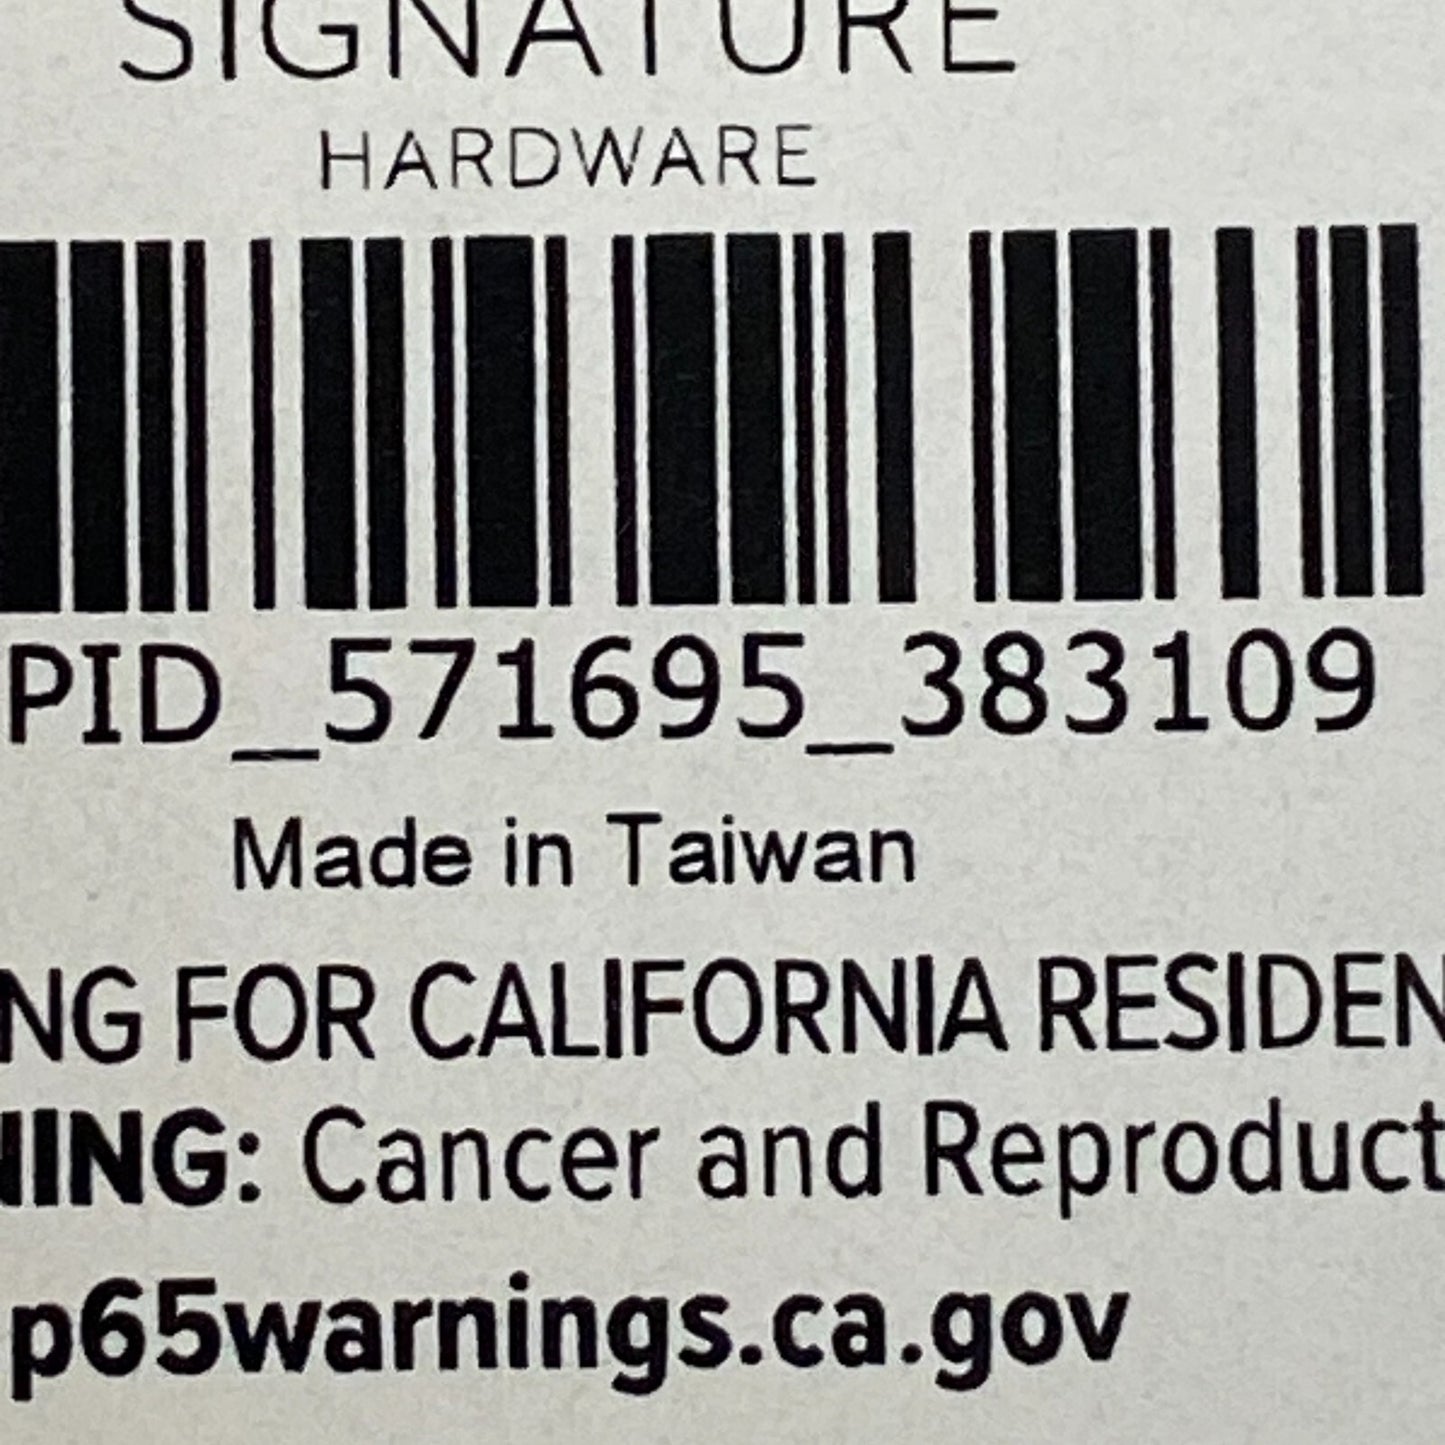 SIGNATURE
HARDWARE
PID_571695_383109
Made in Taiwan
NG FOR CALIFORNIA RESIDEN
NING: Cancer and Reproduct
p65warnings.ca.gov